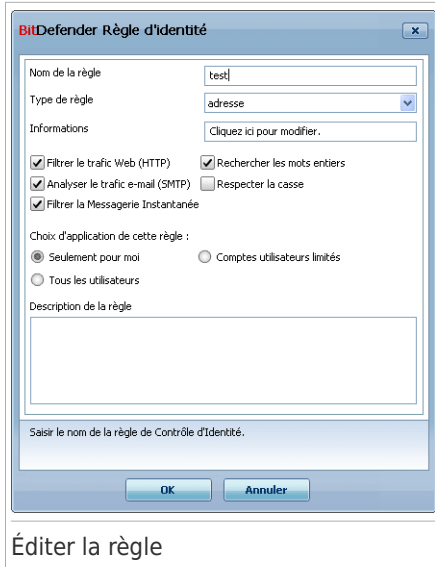 BitDefender Règle d'identité
Nom de la règle
test
Type de règle
adresse
Informations
Cliquez ici pour modifier.
Filtrer le trafic Web (HTTP)
Rechercher les mots entiers
Analyser le trafic e-mail (SMTP)
Respecter la casse
Filtrer la Messagerie Instantanée
Choix d'application de cette règle :
Seulement pour moi
Comptes utilisateurs limités
Tous les utilisateurs
Description de la règle
Saisir le nom de la règle de Contrôle d'Identité.
OK
Annuler
Éditer la règle